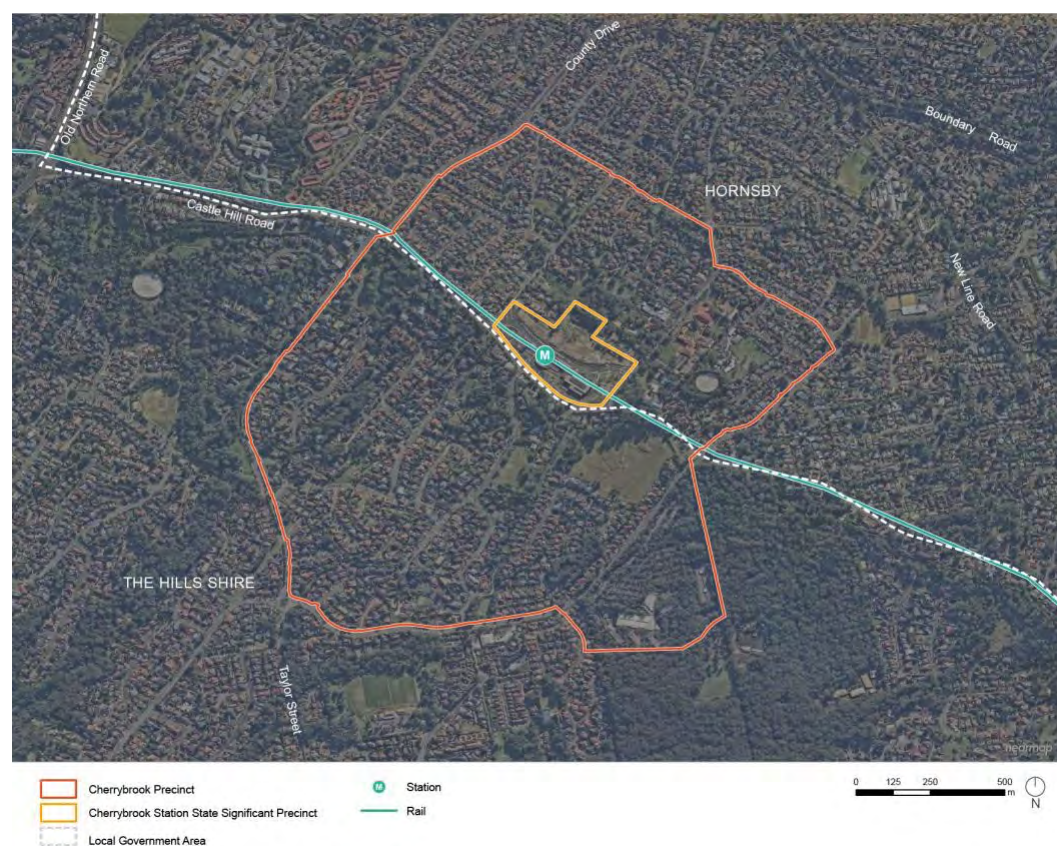 County Drive
Old Northern Road
Boundary Road
HORNSBY
Castle Hill Road
New Line Road
M
THE HILLS SHIRE
Taylor Street
nearmap
Cherrybrook Precinct
Cherrybrook Station State Significant Precinct
Local Government Area
M Station
Rail
0 125 250 500
m
N